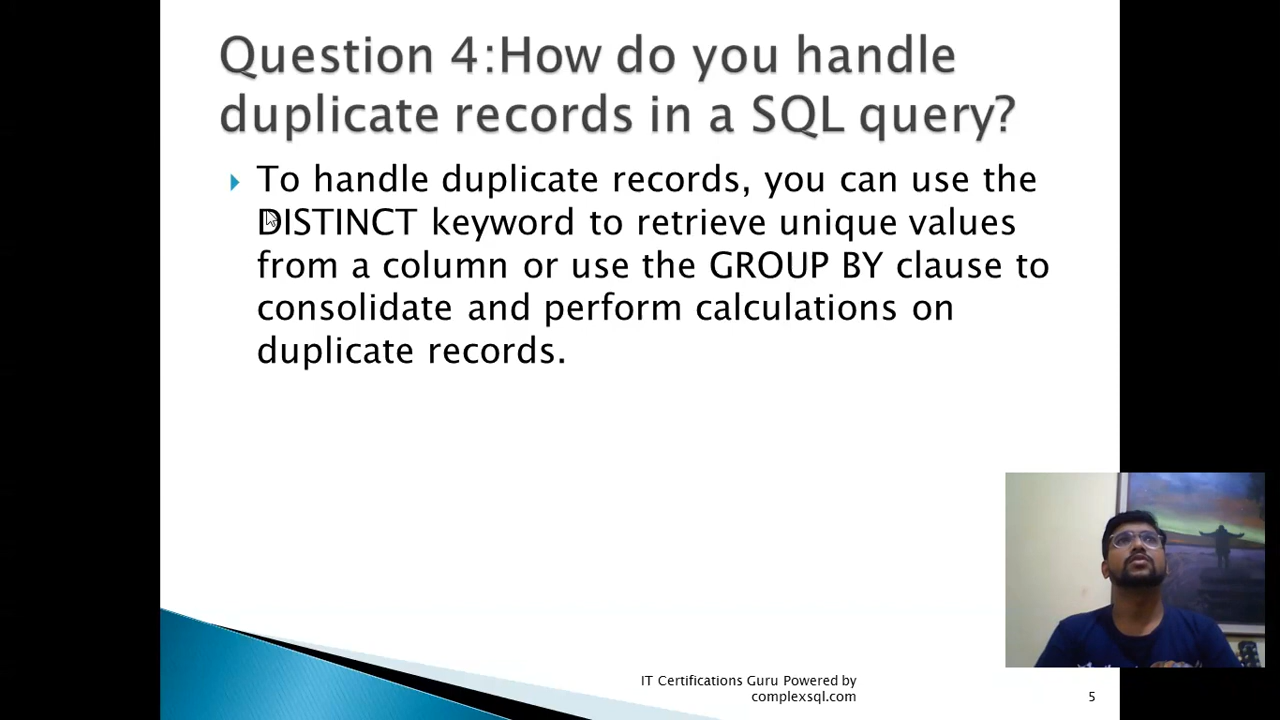 Question 4:How do you handle
duplicate records in a SQL query?
To handle duplicate records, you can use the
DISTINCT keyword to retrieve unique values
from a column or use the GROUP BY clause to
consolidate and perform calculations on
duplicate records.
IT Certifications Guru Powered by
complexsql.com
5